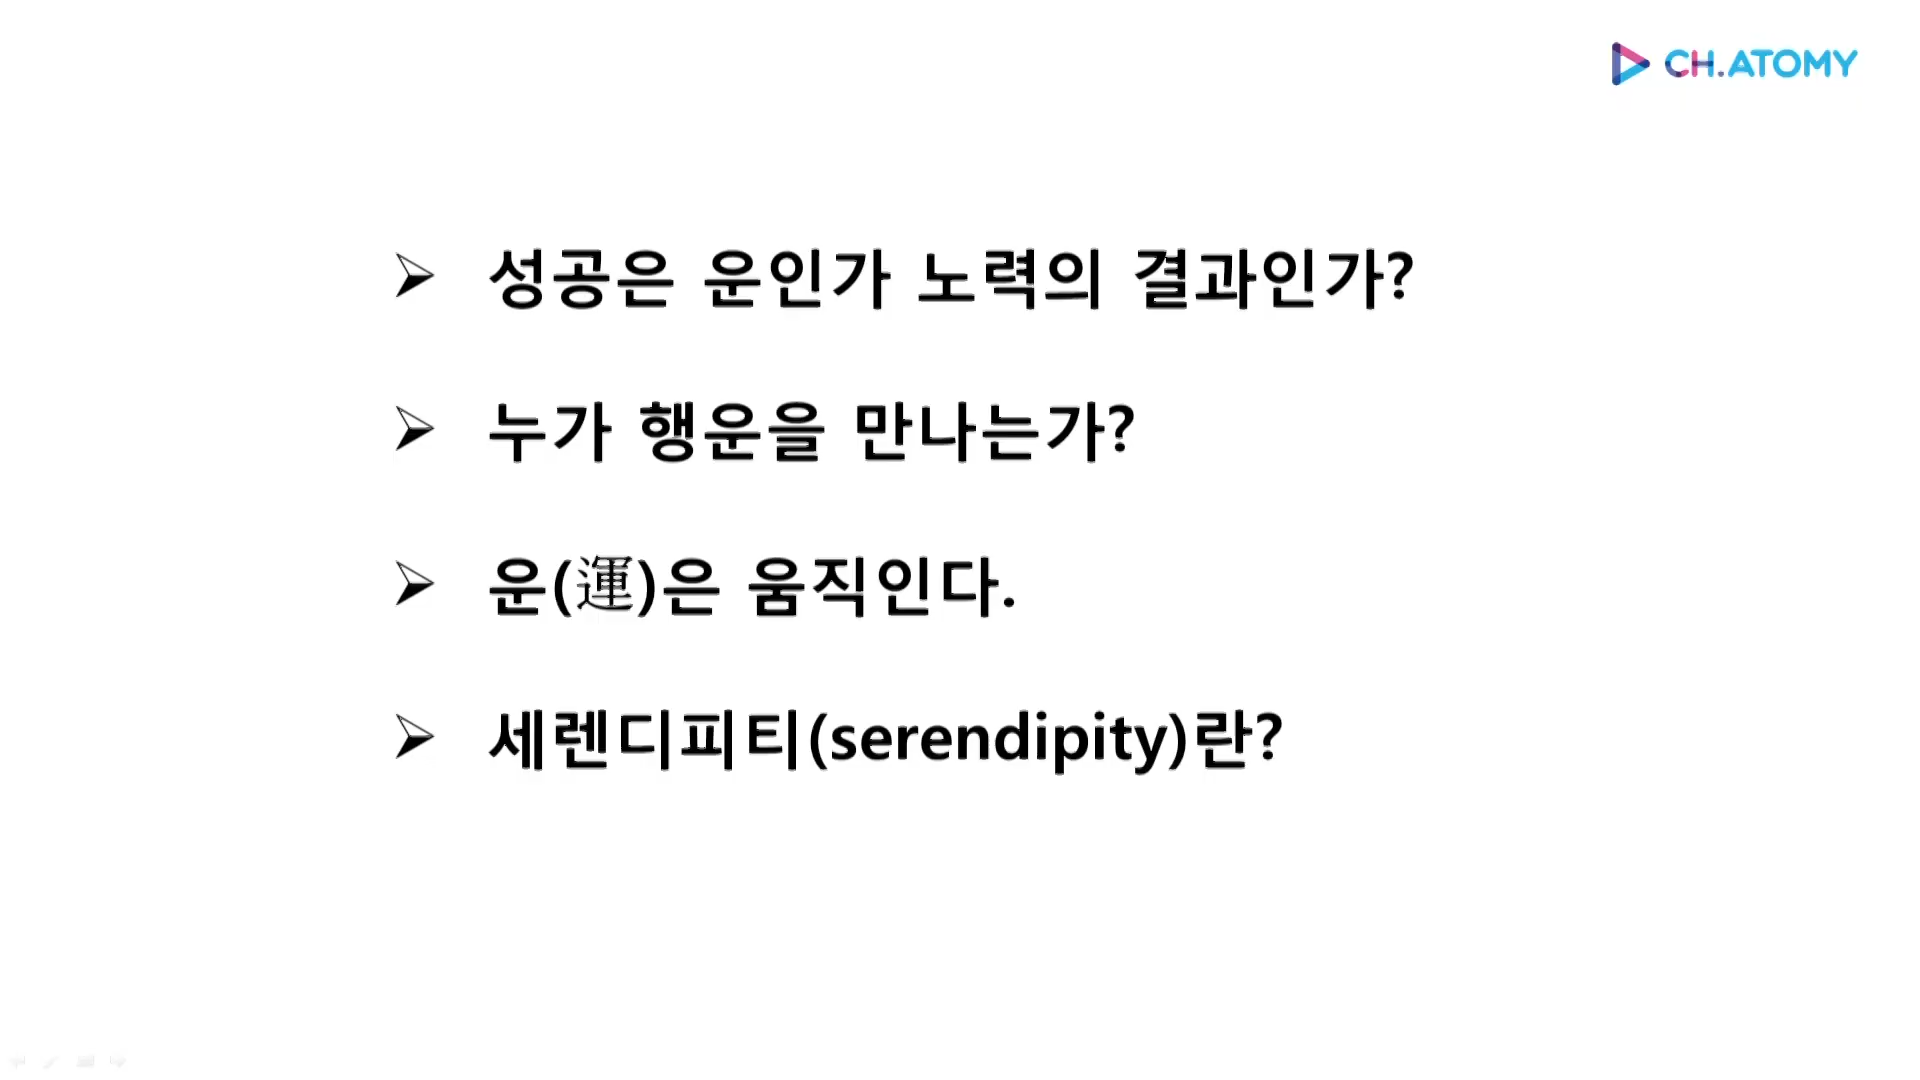 CH.ATOMY
➢ 성공은 운인가 노력의 결과인가?
➢ 누가 행운을 만나는가?
➢ 운(運)은 움직인다.
➢ 세렌디피티(serendipity)란?